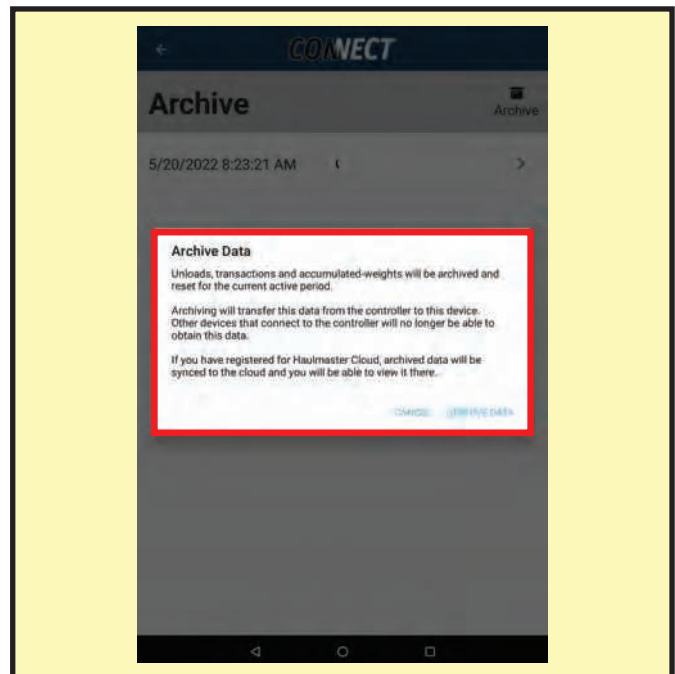 CONNECT
Archive
Archive
5/20/2022 8:23:21 AM
Archive Data
Unloads, transactions and accumulated-weights will be archived and
reset for the current active period.
Archiving will transfer this data from the controller to this device.
Other devices that connect to the controller will no longer be able to
obtain this data.
If you have registered for Haulmaster Cloud, archived data will be
synced to the cloud and you will be able to view it there.
CANCEL ARCHIVE DATA